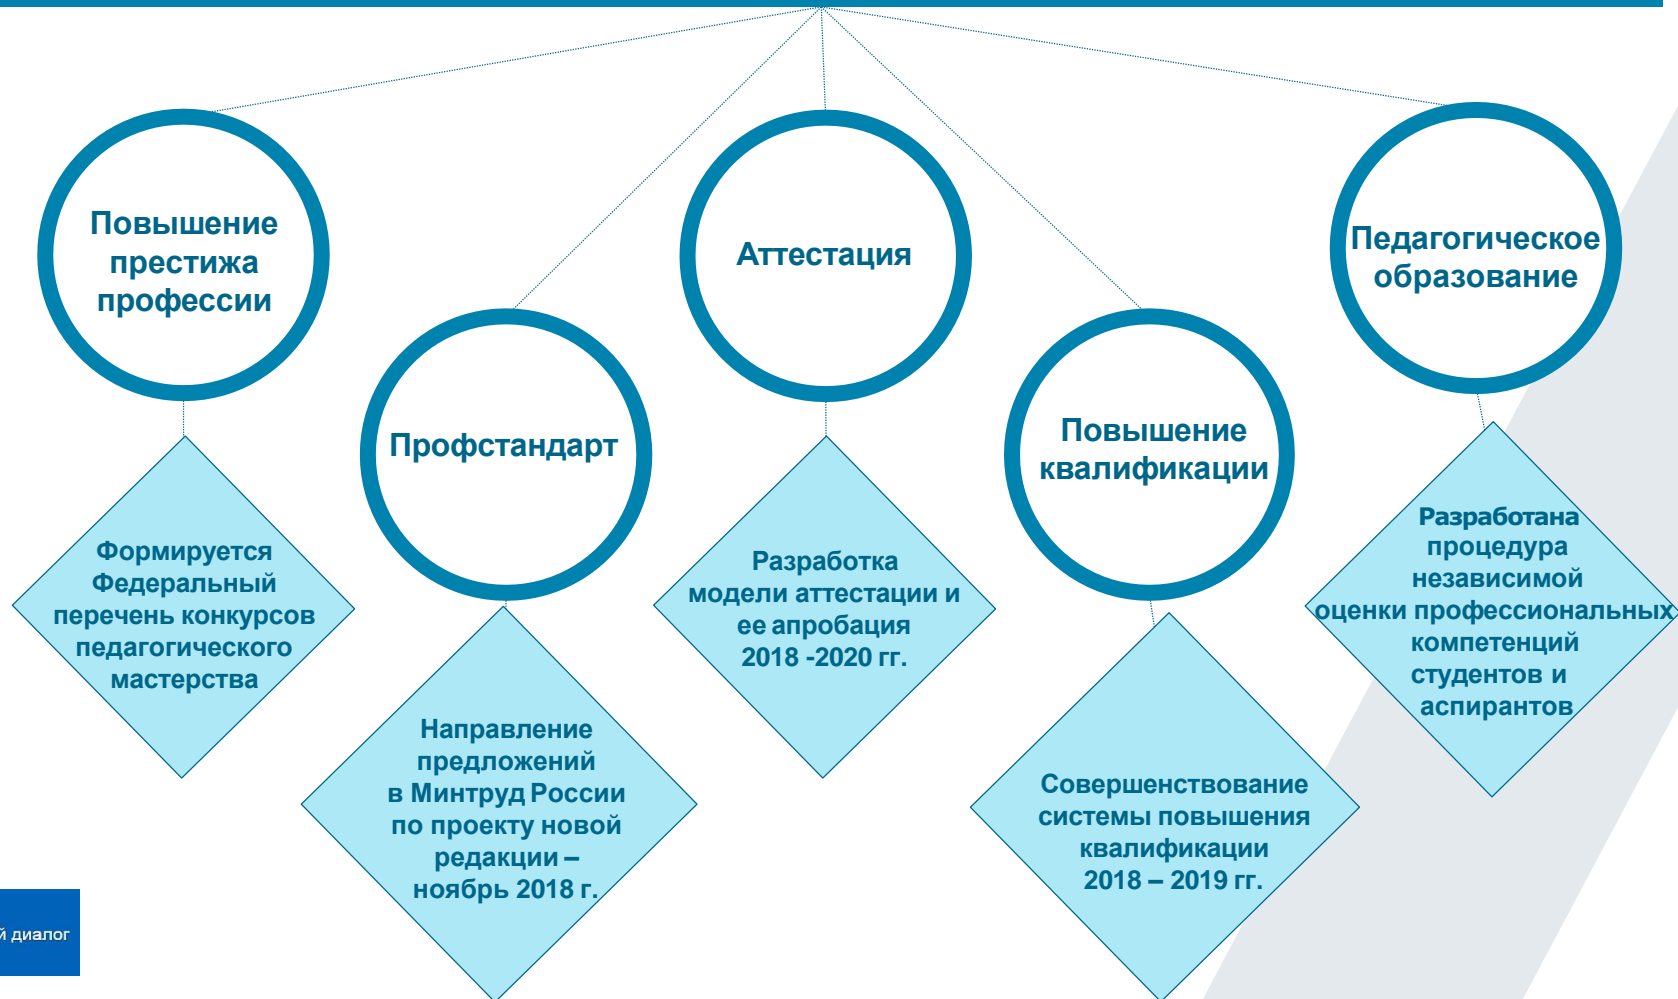 Повышение
престижа
профессии
Формируется
Федеральный
перечень конкурсов
педагогического
мастерства
Профстандарт
Направление
предложений
в Минтруд России
по проекту новой
редакции –
ноябрь 2018 г.
Аттестация
Разработка
модели аттестации и
ее апробация
2018 -2020 гг.
Повышение
квалификации
Совершенствование
системы повышения
квалификации
2018 – 2019 гг.
Педагогическое
образование
Разработана
процедура
независимой
оценки профессиональных
компетенций
студентов и
аспирантов
й диалог